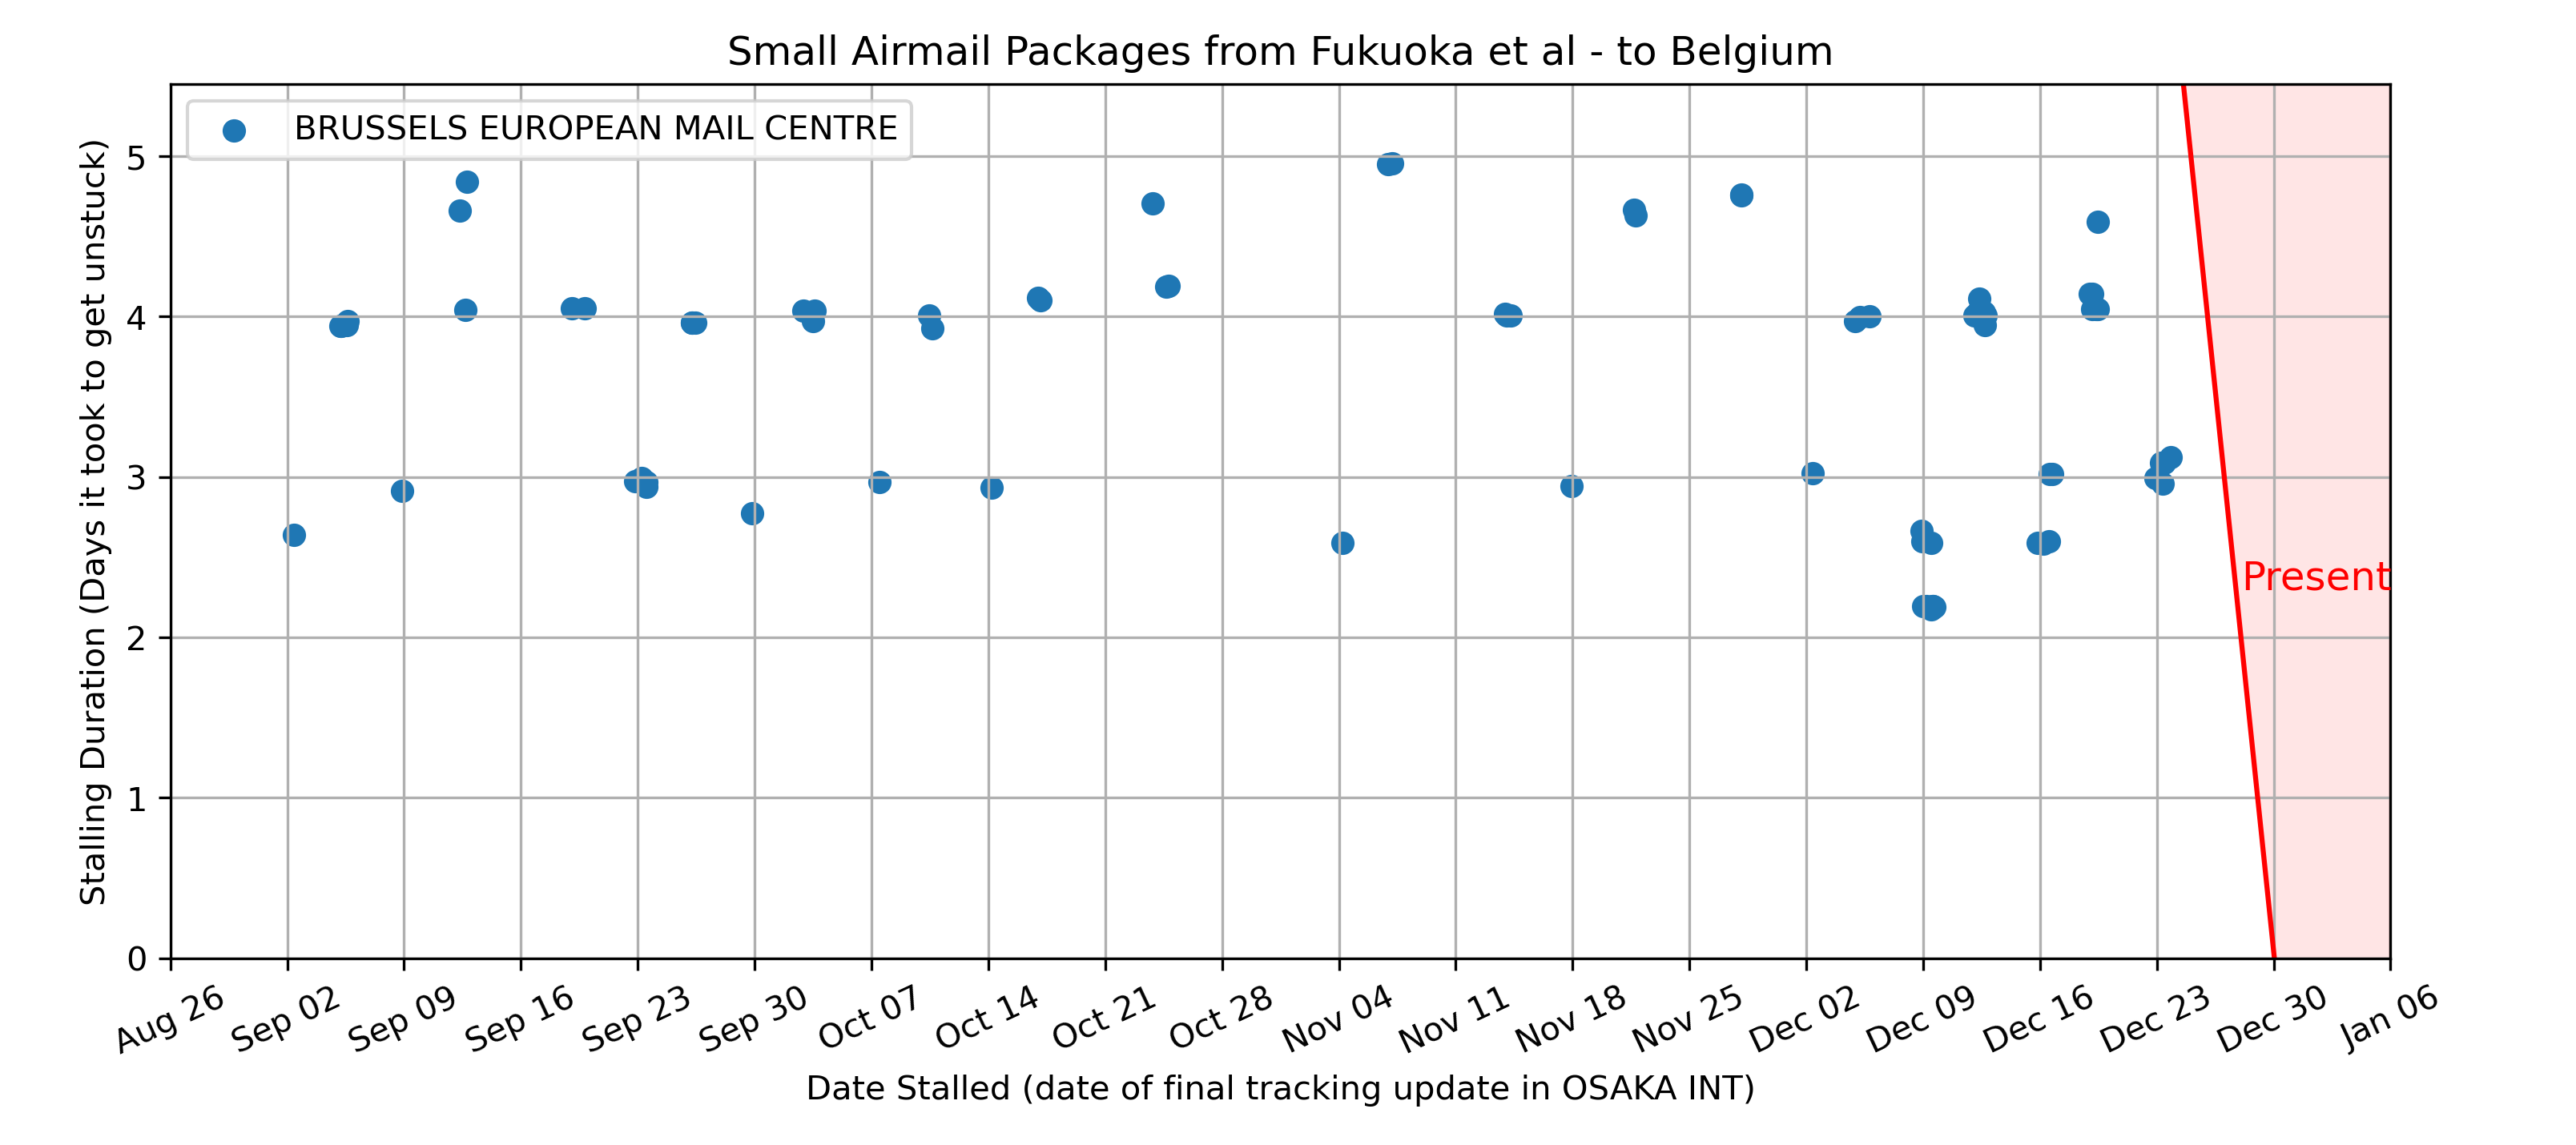 Small Airmail Packages from Fukuoka et al - to Belgium
BRUSSELS EUROPEAN MAIL CENTRE
Stalling Duration (Days it took to get unstuck)
5
4
3
2
1
0
Present
Aug 26
Sep 02
Sep 09
Sep 16
Sep 23
Sep 30
Oct 07
Oct 14
Oct 21
Oct 28
Nov 04
Nov 11
Nov 18
Nov 25
Dec 02
Dec 09
Dec 16
Dec 23
Dec 30
Jan 06
Date Stalled (date of final tracking update in OSAKA INT)